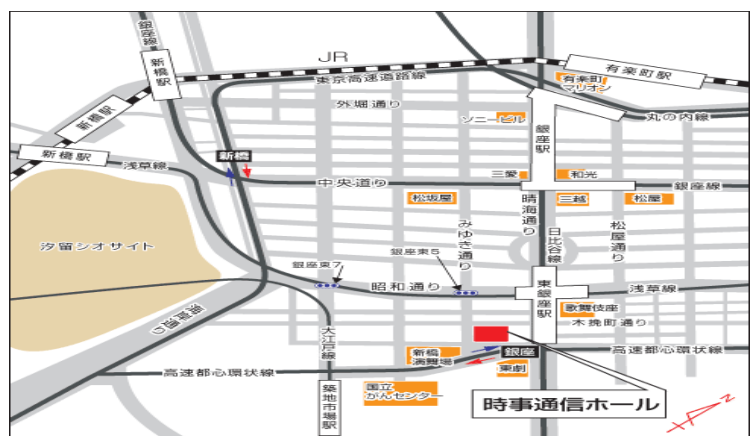 銀座線
新橋駅
JR
東京高速道路線
有楽町駅
有楽町
マリオン
新橋駅
外堀通り
ソニービル
銀座駅
丸の内線
新橋駅
浅草線
新橋
中央道り
三愛
和光
銀座線
松坂屋
三越
松屋
晴海通り
みゆき通り
日比谷線
松屋通り
汐留シオサイト
銀座東7
銀座東5
昭和通り
東銀座駅
浅草線
歌舞伎座
木挽町通り
海岸通り
大江戸線
新橋
演舞場
銀座
高速都心環状線
高速都心環状線
東劇
国立
がんセンター
築地市場駅
時事通信ホール
Z